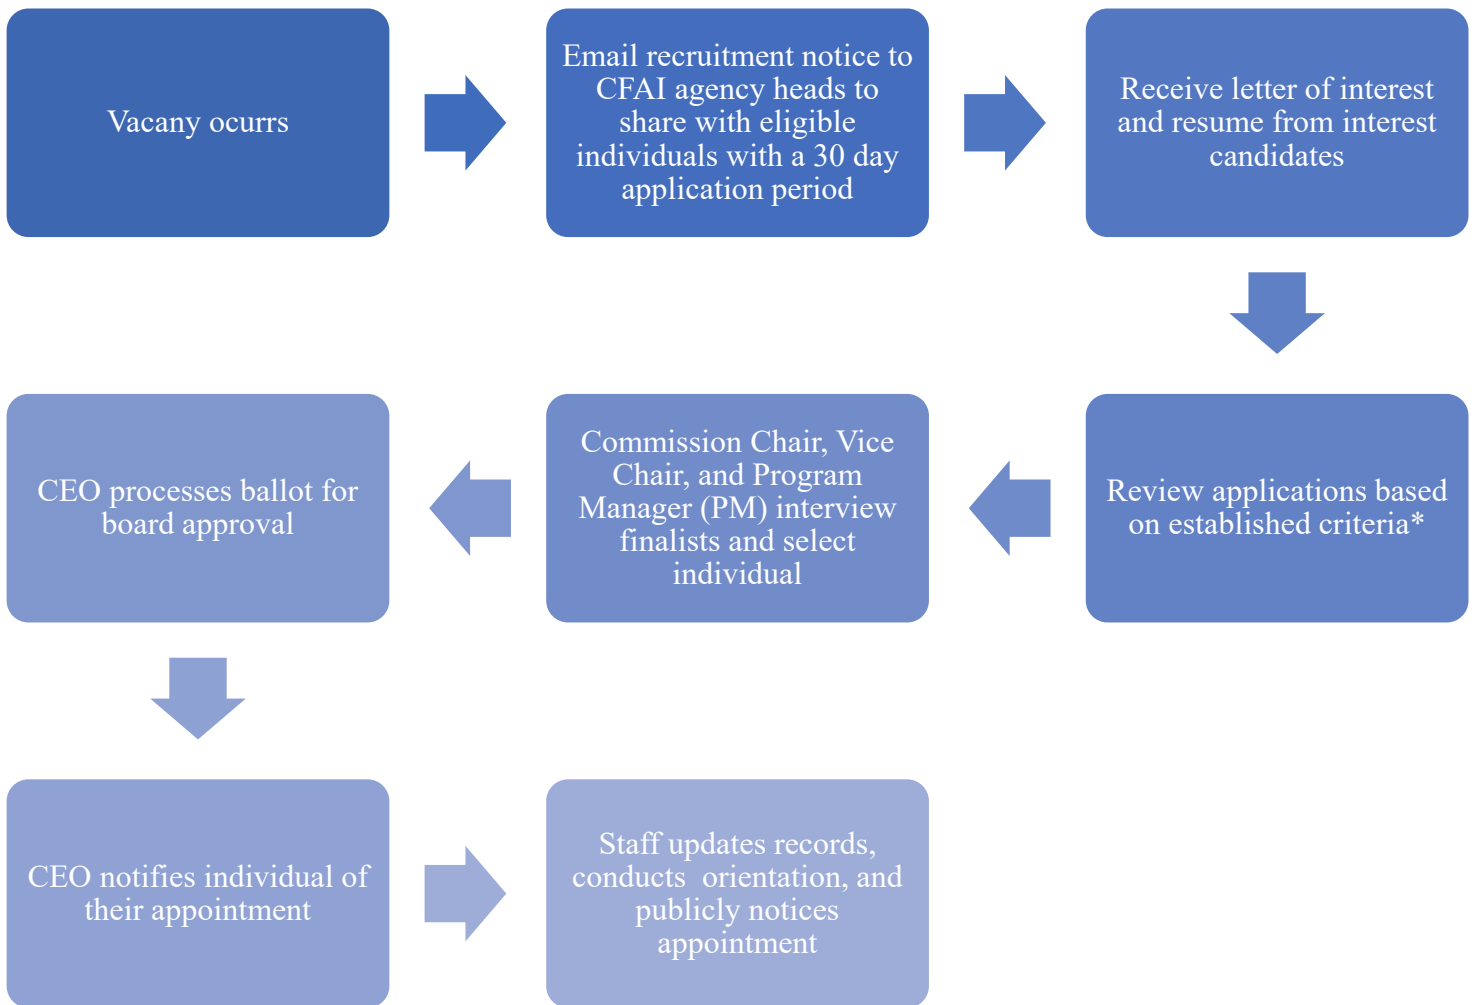 Vacany ocurrs
Email recruitment notice to
CFAI agency heads to
share with eligible
individuals with a 30 day
application period
Receive letter of interest
and resume from interest
candidates
Review applications based
on established criteria*
Commission Chair, Vice
Chair, and Program
Manager (PM) interview
finalists and select
individual
CEO processes ballot for
board approval
CEO notifies individual of
their appointment
Staff updates records,
conducts  orientation, and
publicly notices
appointment